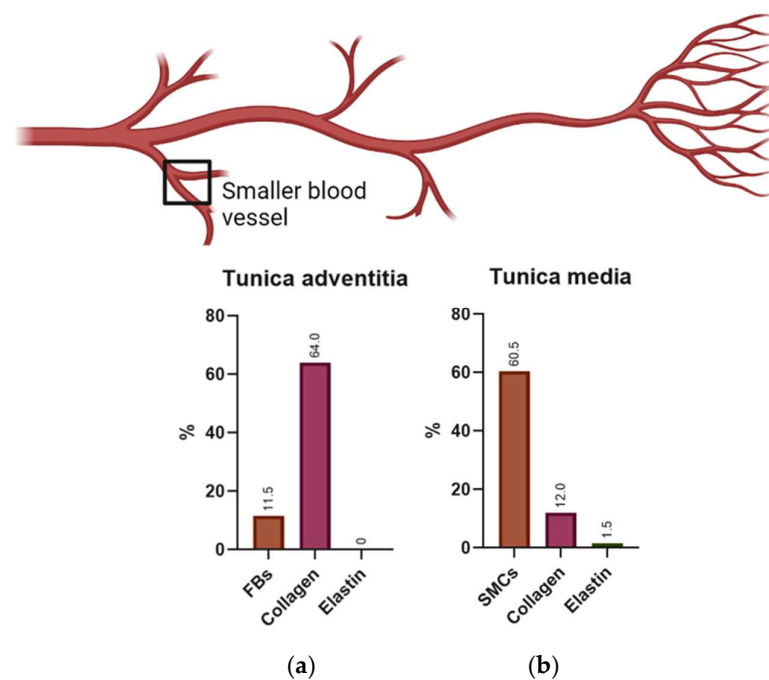 Smaller blood
vessel
Tunica adventitia
80
60
40
20
0
%
11.5
64.0
0
FBs
Collagen
Elastin
(a)
Tunica media
80
60
40
20
0
%
60.5
12.0
1.5
SMCs
Collagen
Elastin
(b)